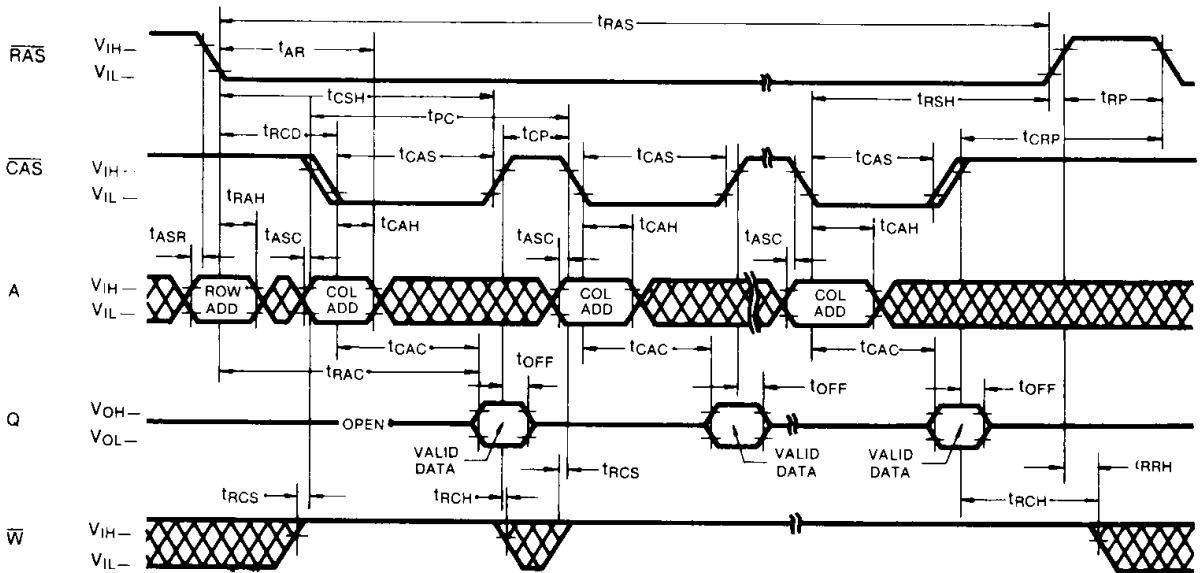 tRAS
RAS
VIH
VIL
tAR
tCSH
tRSH
tRP
tPC
tRCD
tCP
tCRP
CAS
VIH
VIL
tCAS
tCAS
tCAS
tRAH
tASR
tASC
tCAH
tASC
tCAH
tASC
tCAH
A
VIH
VIL
ROW ADD
COL ADD
COL ADD
COL ADD
tCAC
tOFF
tCAC
tOFF
tCAC
tOFF
tRAC
Q
VOH
VOL
OPEN
VALID DATA
VALID DATA
VALID DATA
tRCS
tRRH
tRCS
tRCH
tRCH
W
VIH
VIL